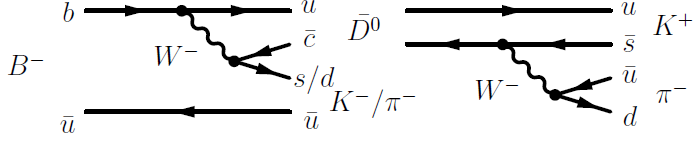 b u u
c̄ D̄⁰ K⁺
W⁻ s̄
B⁻ s/d W⁻ ū
K⁻/π⁻ π⁻
ū ū d